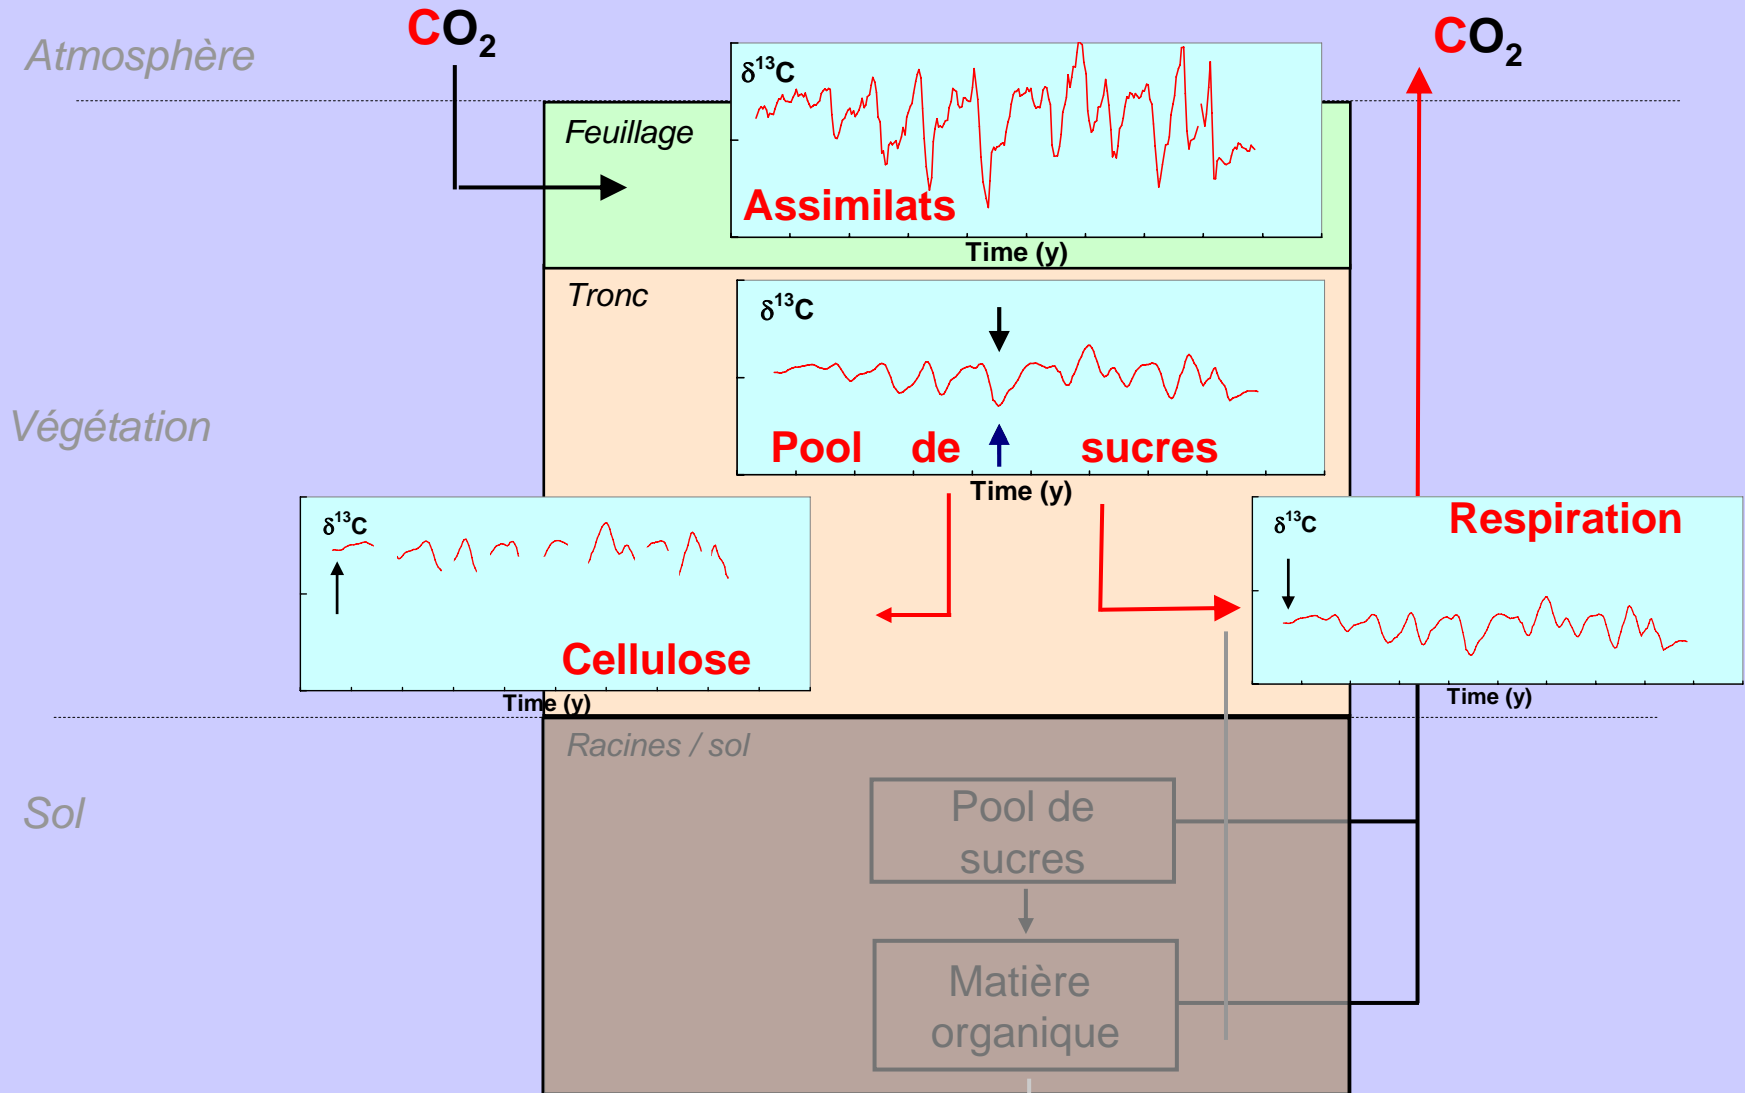 Atmosphère
CO₂
CO₂
δ¹³C
Feuillage
Assimilats
Time (y)
Tronc
δ¹³C
Végétation
Pool de sucres
Time (y)
δ¹³C
Cellulose
Time (y)
δ¹³C
Respiration
Time (y)
Racines / sol
Sol
Pool de
sucres
Matière
organique